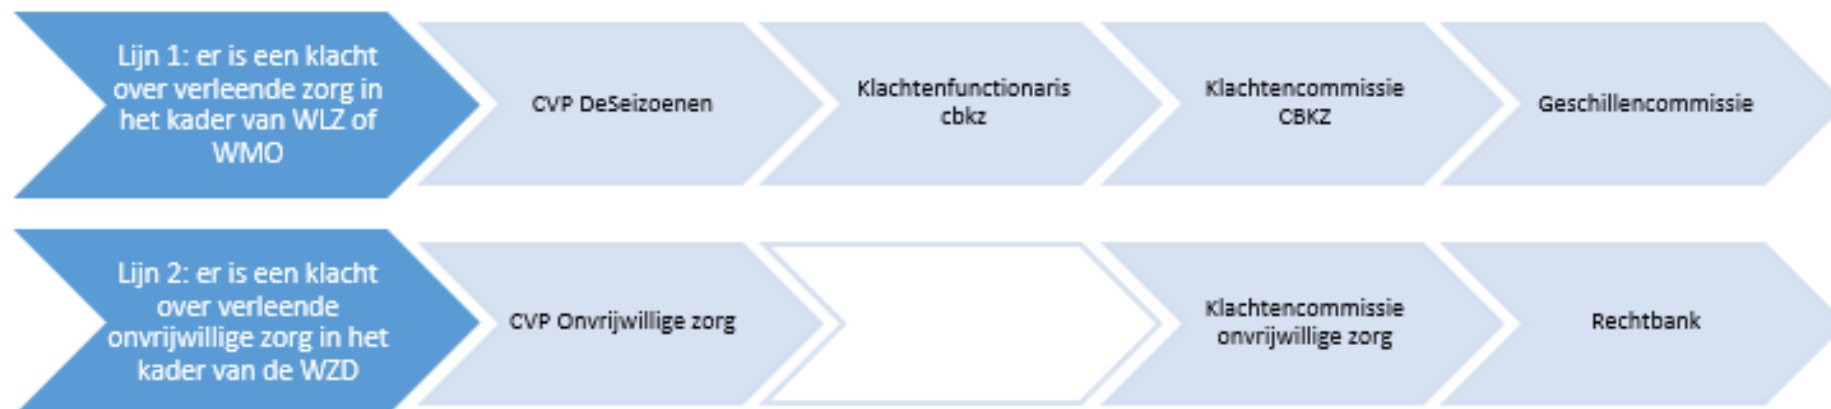 Lijn 1: er is een klacht
over verleende zorg in
het kader van WLZ of
WMO
CVP DeSeizoenen
Klachtenfunctionaris
cbkz
Klachtencommissie
CBKZ
Geschillencommissie
Lijn 2: er is een klacht
over verleende
onvrijwillige zorg in het
kader van de WZD
CVP Onvrijwillige zorg
Klachtencommissie
onvrijwillige zorg
Rechtbank